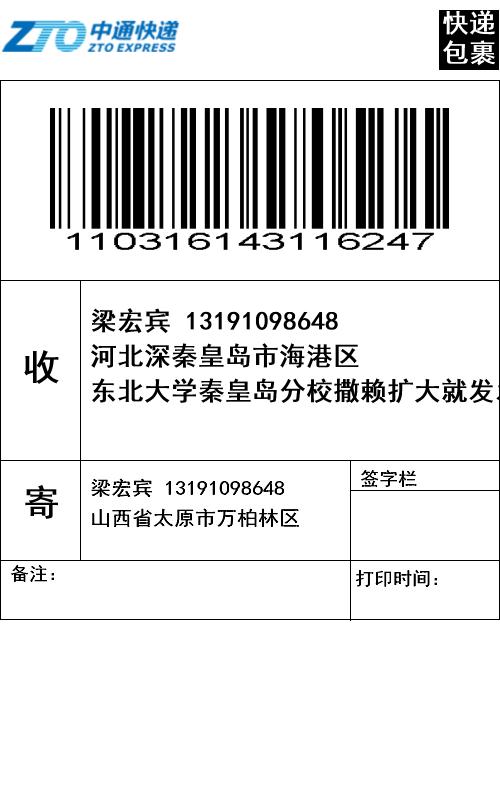 ZTO 中通快递
ZTO EXPRESS
快递
包裹
110316143116247
收
梁宏宾 13191098648
河北深秦皇岛市海港区
东北大学秦皇岛分校撒赖扩大就发
寄
梁宏宾 13191098648
山西省太原市万柏林区
签字栏
备注:
打印时间: